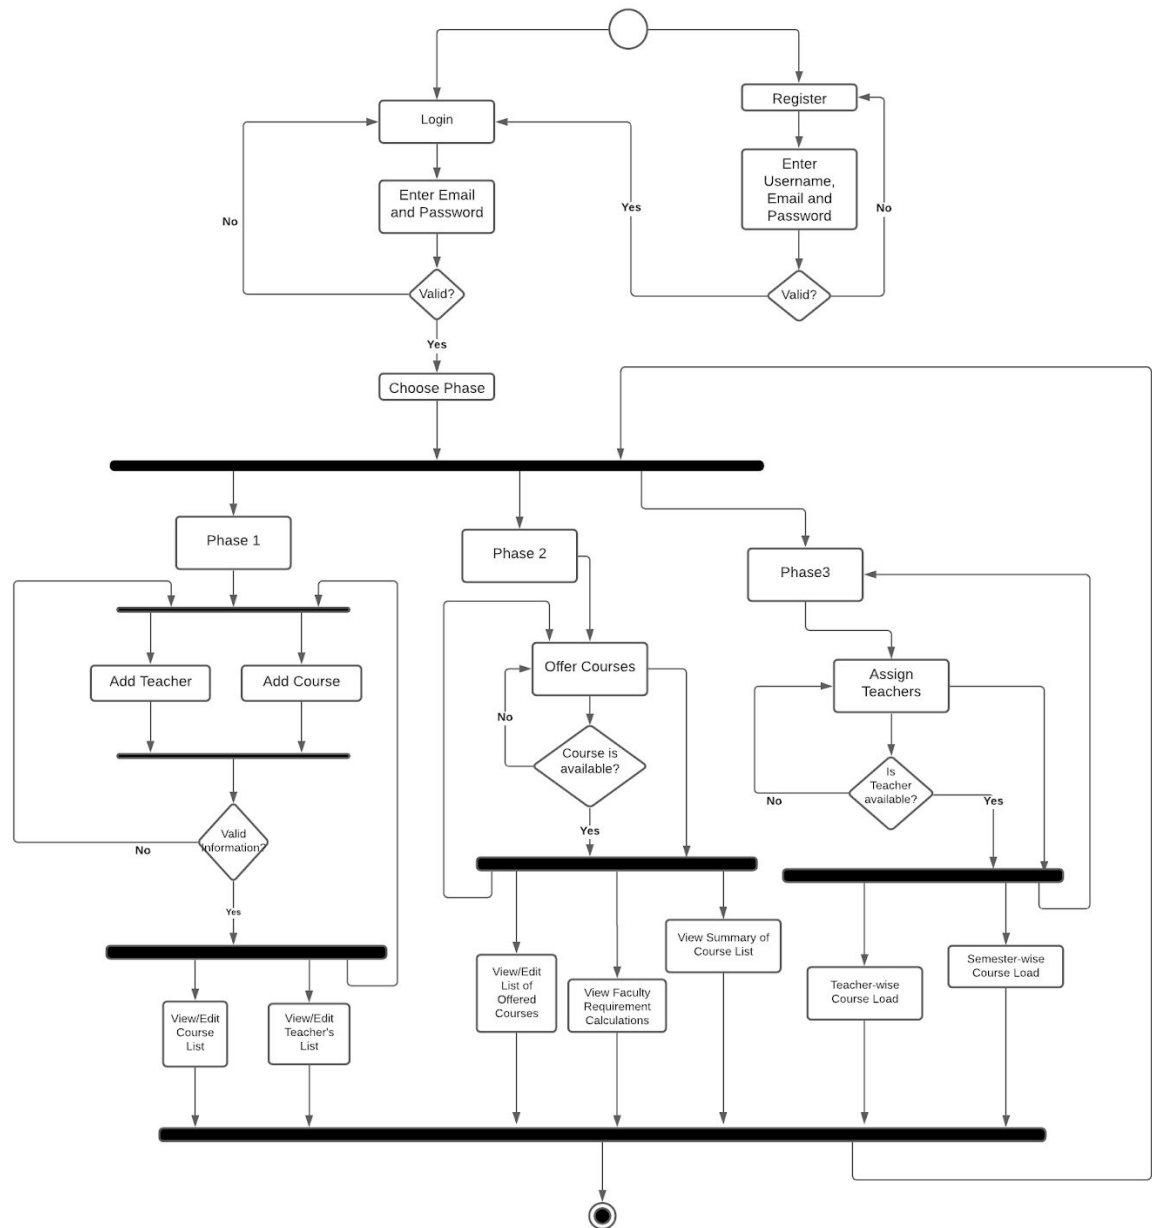 Register
Login
Enter
Username,
Email and
Password
Enter Email
and Password
Yes
No
No
Valid?
Valid?
Yes
Choose Phase
Phase 1
Phase 2
Phase3
Add Teacher
Add Course
Offer Courses
Assign
Teachers
No
Course is
available?
Is
Teacher
available?
No
Yes
Yes
Valid
Information?
No
Yes
View Summary of
Course List
Semester-wise
Course Load
View/Edit
List of
Offered
Courses
View Faculty
Requirement
Calculations
Teacher-wise
Course Load
View/Edit
Course
List
View/Edit
Teacher's
List